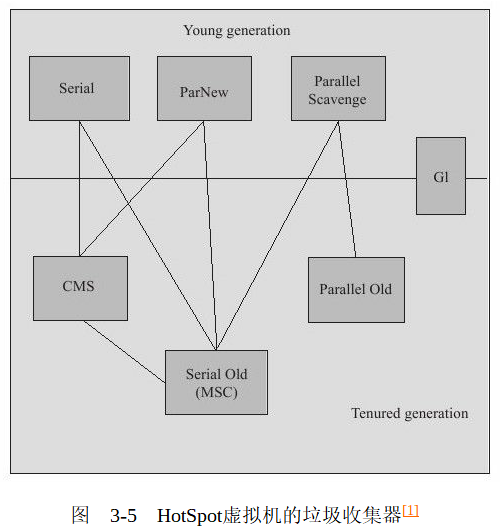 Young generation
Serial
ParNew
Parallel
Scavenge
Gl
CMS
Parallel Old
Serial Old
(MSC)
Tenured generation
图 3-5 HotSpot虚拟机的垃圾收集器[1]